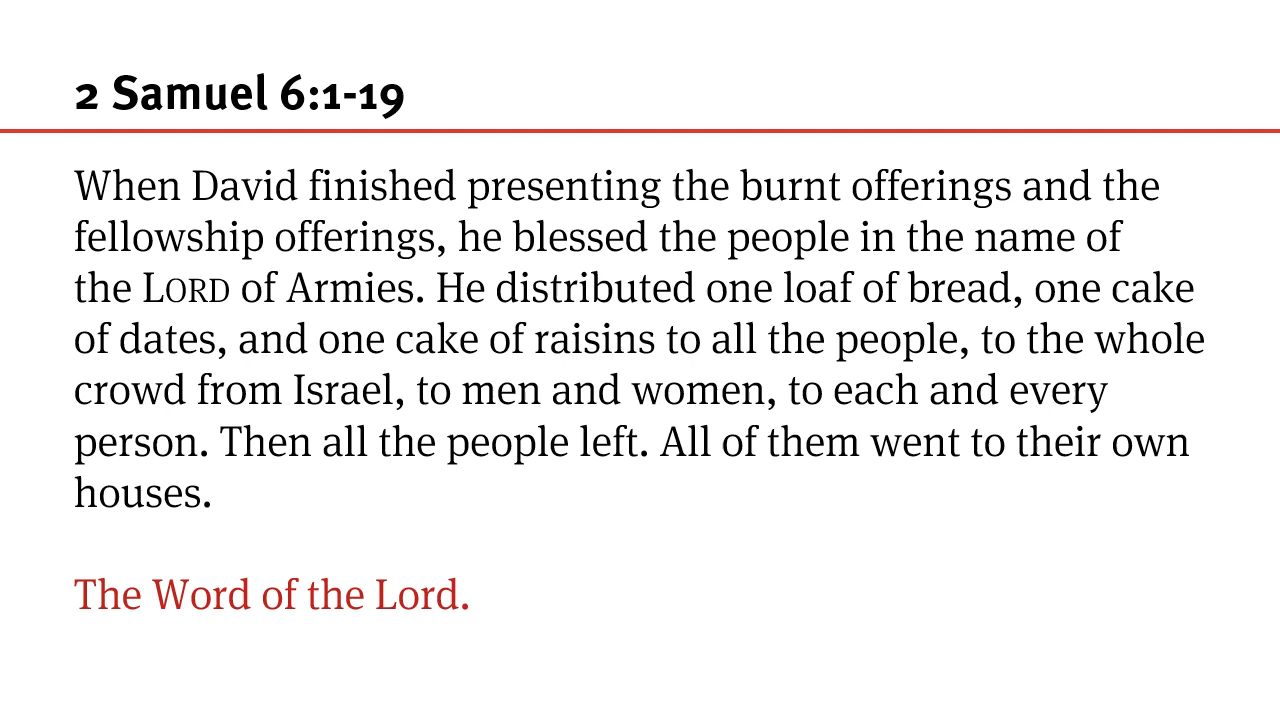 2 Samuel 6:1-19
When David finished presenting the burnt offerings and the
fellowship offerings, he blessed the people in the name of
the LORD of Armies. He distributed one loaf of bread, one cake
of dates, and one cake of raisins to all the people, to the whole
crowd from Israel, to men and women, to each and every
person. Then all the people left. All of them went to their own
houses.
The Word of the Lord.